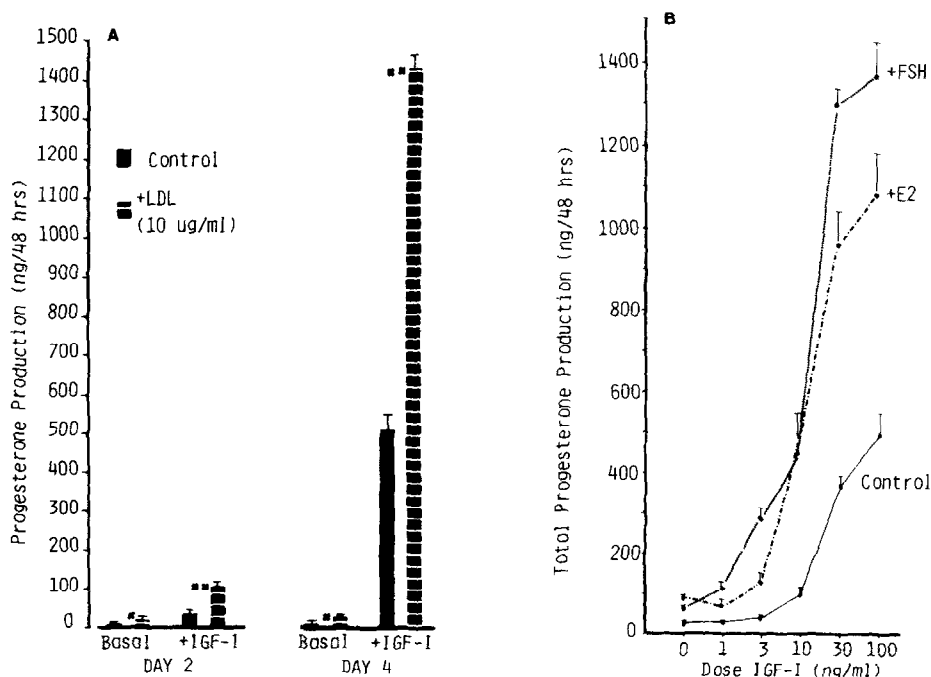 A
Progesterone Production (ng/48 hrs)
1500
1400
1300
1200
1100
1000
900
800
700
600
500
400
300
200
100
0
Control
+LDL
(10 ug/ml)
*
**
*
**
Basal
+IGF-I
Basal
+IGF-I
DAY 2
DAY 4
B
Total Progesterone Production (ng/48 hrs)
1400
1200
1000
800
600
400
200
0
+FSH
+E2
Control
0 1 3 10 30 100
Dose IGF-I (ng/ml)